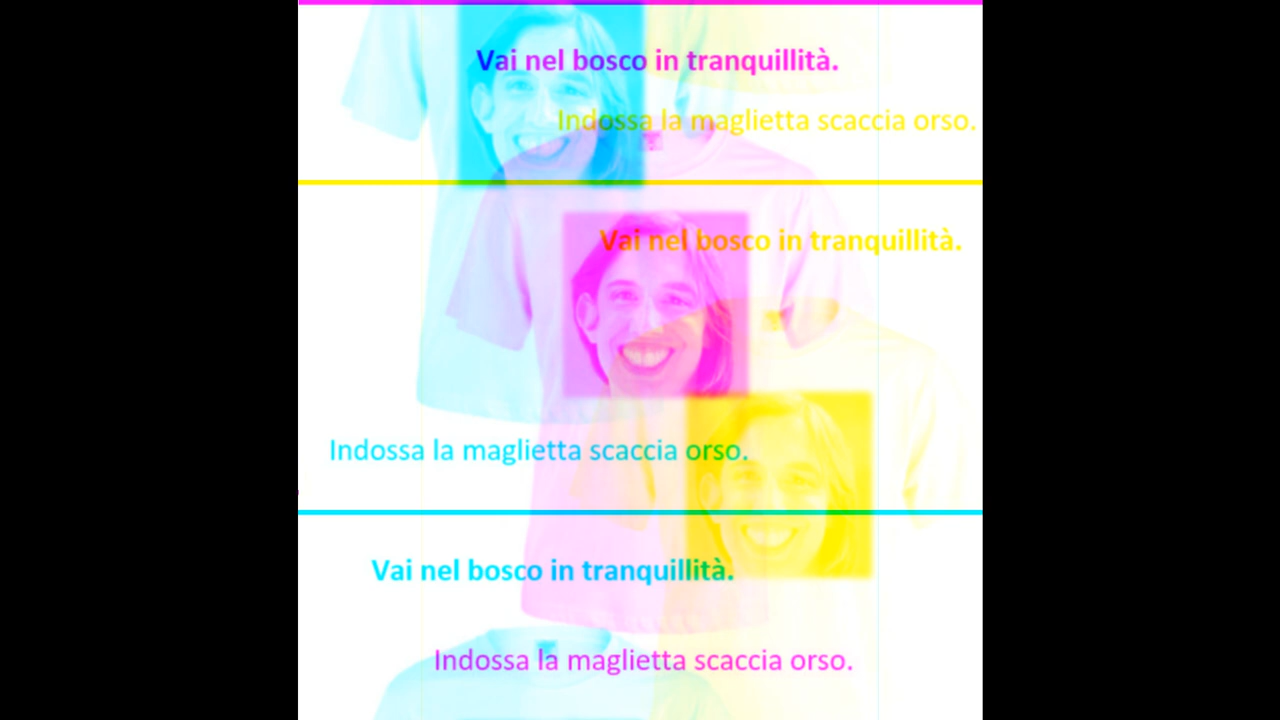 Vai nel bosco in tranquillità.
Indossa la maglietta scaccia orso.
Vai nel bosco in tranquillità.
Indossa la maglietta scaccia orso.
Vai nel bosco in tranquillità.
Indossa la maglietta scaccia orso.